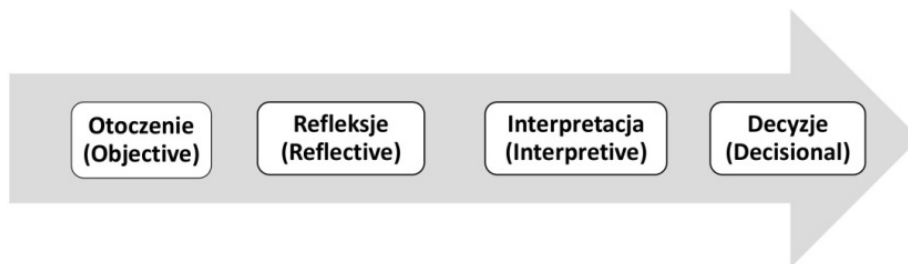 Otoczenie
(Objective)
Refleksje
(Reflective)
Interpretacja
(Interpretive)
Decyzje
(Decisional)